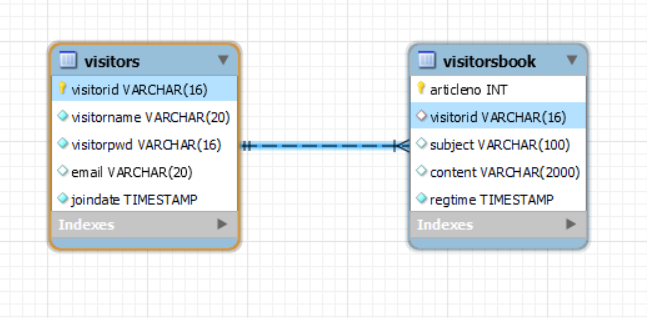 visitors
visitorid VARCHAR(16)
visitorname VARCHAR(20)
visitorpwd VARCHAR(16)
email VARCHAR(20)
joindate TIMESTAMP
Indexes
visitorsbook
articleno INT
visitorid VARCHAR(16)
subject VARCHAR(100)
content VARCHAR(2000)
regtime TIMESTAMP
Indexes